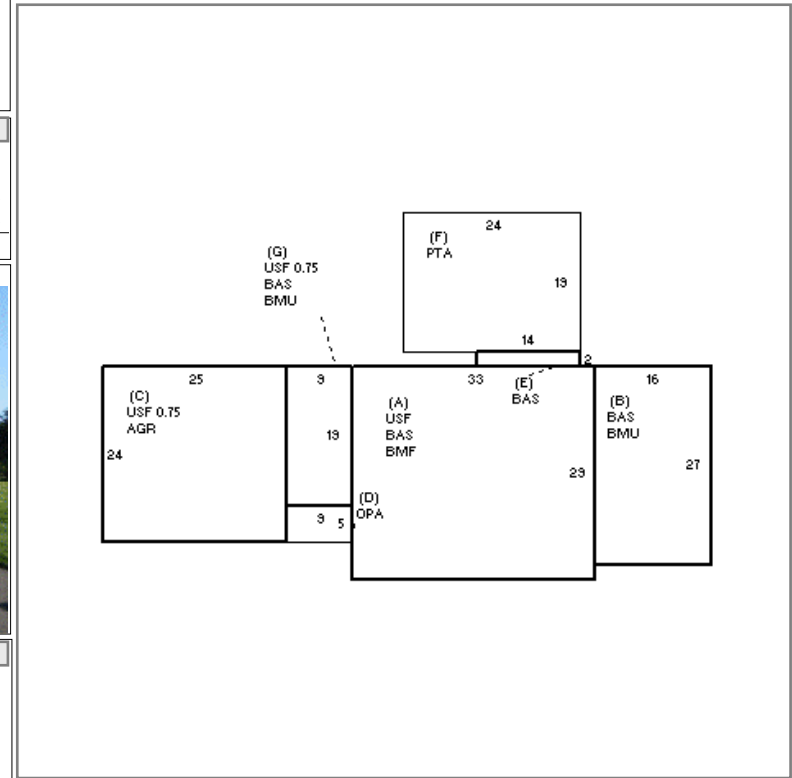 24
(F)
PTA
19
(G)
USF 0.75
BAS
BMU
14
2
25
9
33
16
(C)
USF 0.75
AGR
24
19
(A)
USF
BAS
BMF
(E)
BAS
(B)
BAS
BMU
27
29
(D)
OPA
9
5